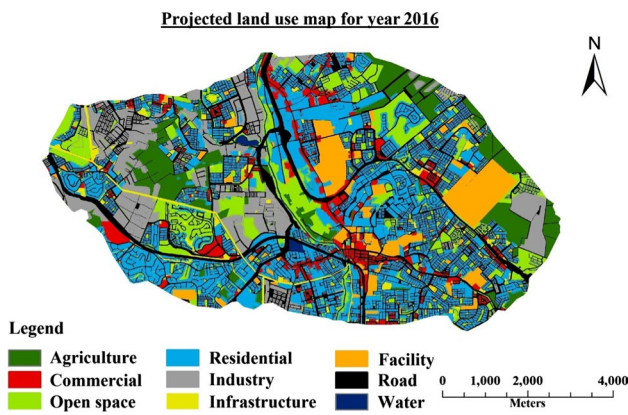 Projected land use map for year 2016
N
Legend
Agriculture Residential Facility
Commercial Industry Road
Open space Infrastructure Water
0 1,000 2,000 4,000
Meters